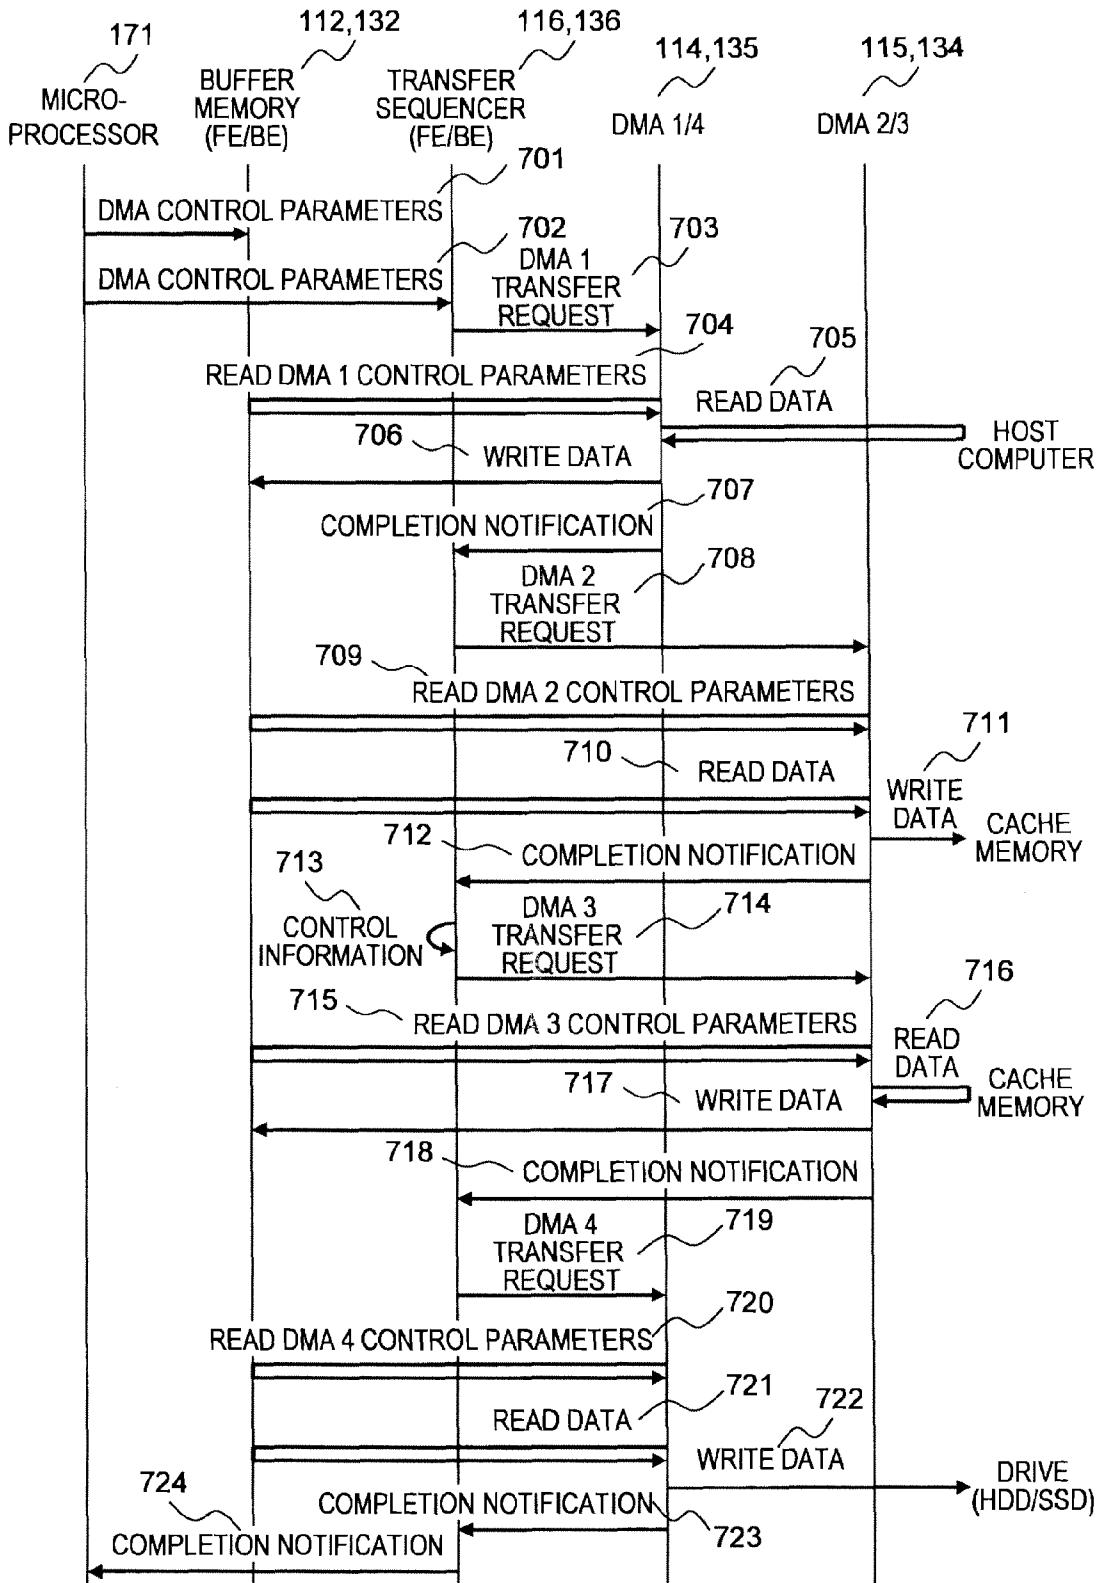 171
112,132
116,136
114,135
115,134
MICRO-
PROCESSOR
BUFFER
MEMORY
(FE/BE)
TRANSFER
SEQUENCER
(FE/BE)
DMA 1/4
DMA 2/3
701
DMA CONTROL PARAMETERS
702
DMA CONTROL PARAMETERS
703
DMA 1
TRANSFER
REQUEST
704
READ DMA 1 CONTROL PARAMETERS
705
READ DATA
HOST
COMPUTER
706
WRITE DATA
707
COMPLETION NOTIFICATION
708
DMA 2
TRANSFER
REQUEST
709
READ DMA 2 CONTROL PARAMETERS
710
READ DATA
711
WRITE
DATA
CACHE
MEMORY
712
COMPLETION NOTIFICATION
713
CONTROL
INFORMATION
714
DMA 3
TRANSFER
REQUEST
715
READ DMA 3 CONTROL PARAMETERS
716
READ
DATA
CACHE
MEMORY
717
WRITE DATA
718
COMPLETION NOTIFICATION
719
DMA 4
TRANSFER
REQUEST
720
READ DMA 4 CONTROL PARAMETERS
721
READ DATA
722
WRITE DATA
DRIVE
(HDD/SSD)
COMPLETION NOTIFICATION
723
724
COMPLETION NOTIFICATION